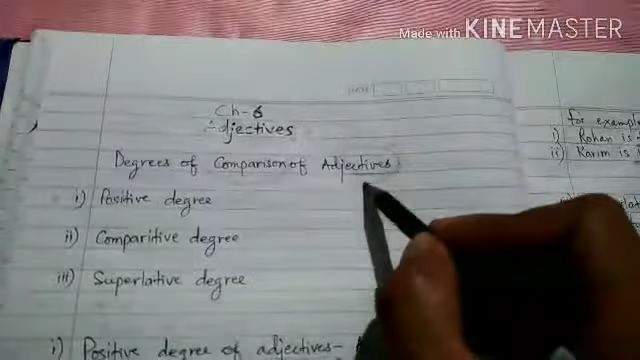 Made with KINEMASTER
Ch-6
Adjectives
Degrees of Comparison of Adjectives
i) Positive degree
ii) Comparitive degree
iii) Superlative degree
i) Positive degree of adjectives-
for example
i) Rohan is
ii) Karim is